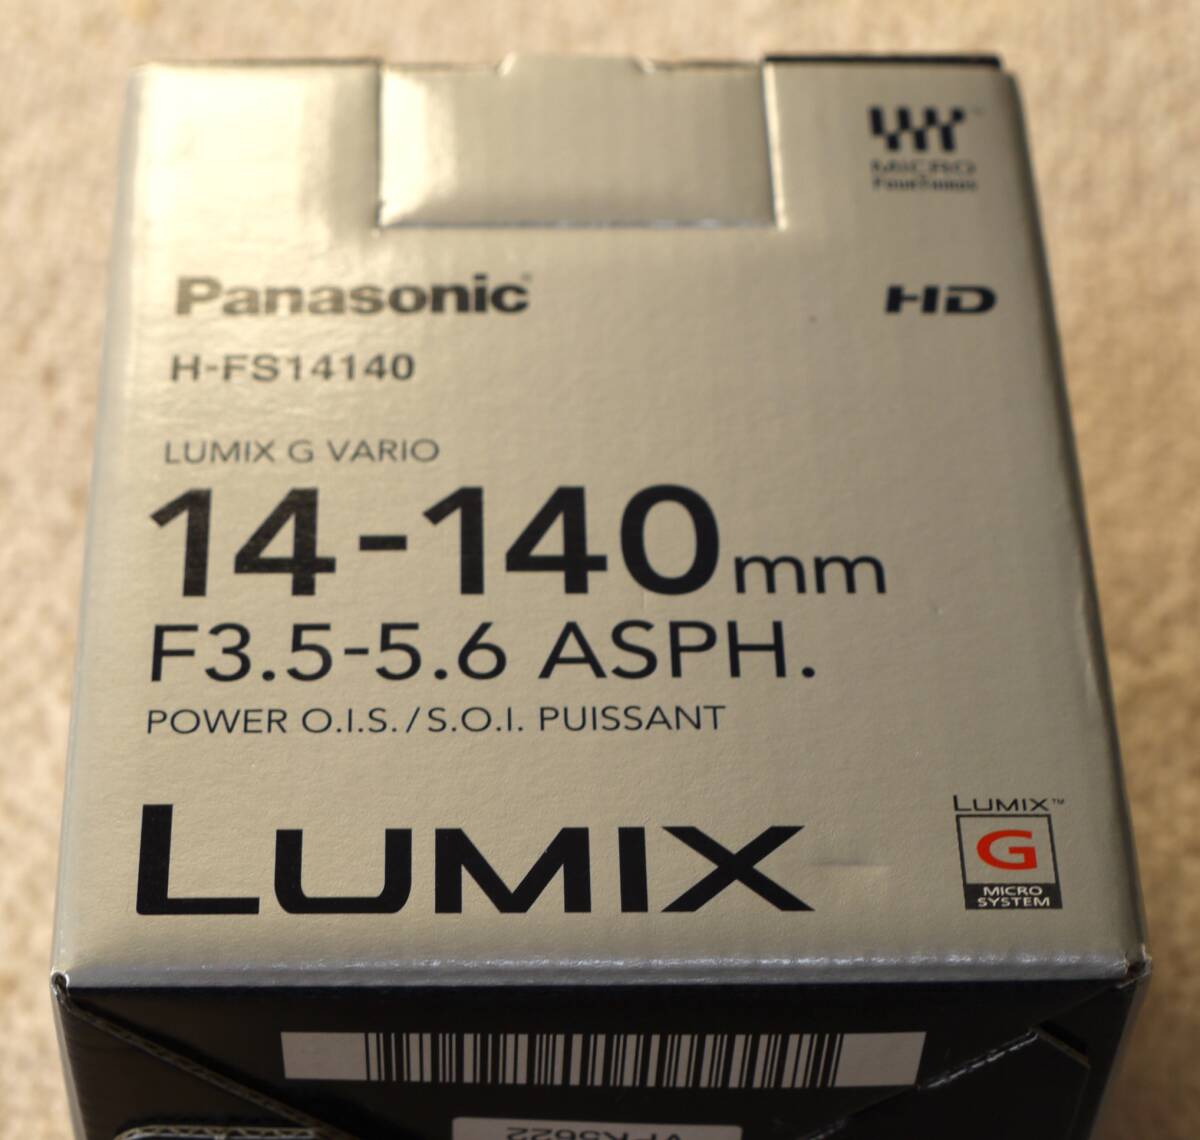 MICRO
FourThirds
Panasonic
HD
H-FS14140
LUMIX G VARIO
14-140mm
F3.5-5.6 ASPH.
POWER O.I.S./S.O.I. PUISSANT
LUMIX
LUMIX™
G
MICRO
SYSTEM